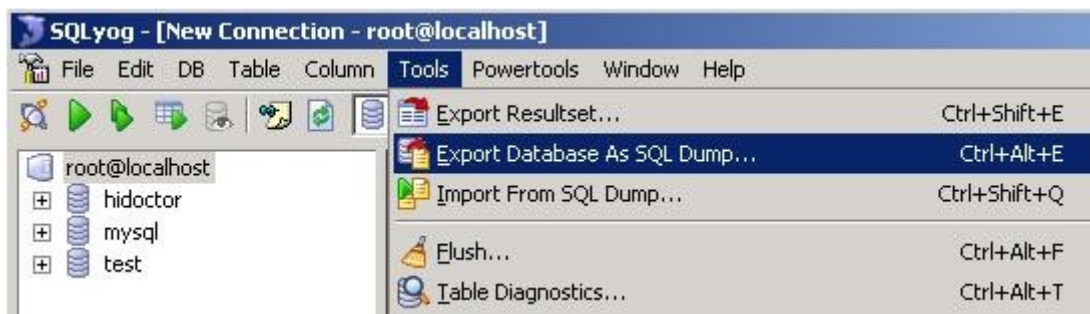 SQLyog - [New Connection - root@localhost]
File Edit DB Table Column Tools Powertools Window Help
Export Resultset... Ctrl+Shift+E
Export Database As SQL Dump... Ctrl+Alt+E
Import From SQL Dump... Ctrl+Shift+Q
Flush... Ctrl+Alt+F
Table Diagnostics... Ctrl+Alt+T
root@localhost
hidoctor
mysql
test